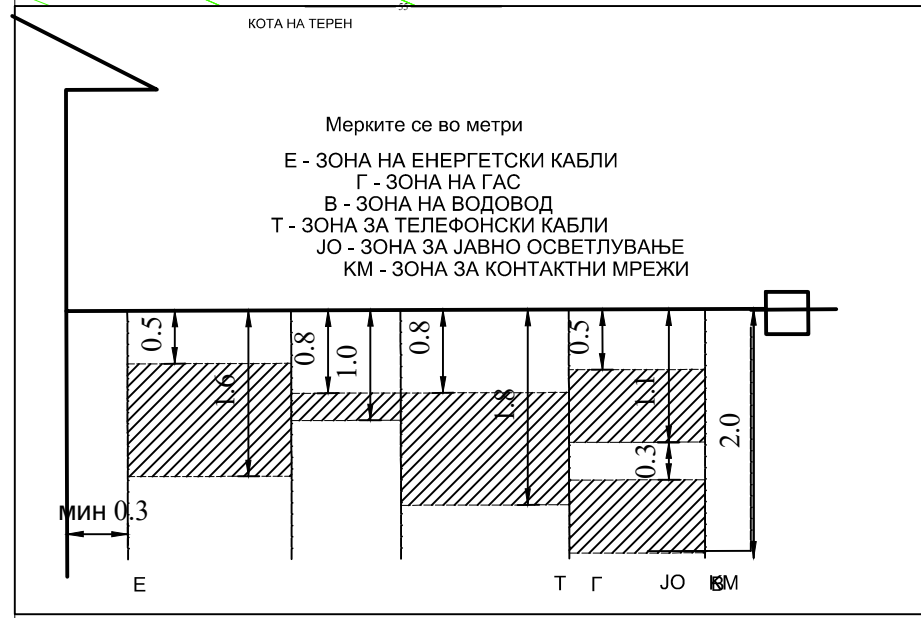 КОТА НА ТЕРЕН
Мерките се во метри
Е - ЗОНА НА ЕНЕРГЕТСКИ КАБЛИ
Г - ЗОНА НА ГАС
В - ЗОНА НА ВОДОВОД
Т - ЗОНА ЗА ТЕЛЕФОНСКИ КАБЛИ
ЈО - ЗОНА ЗА ЈАВНО ОСВЕТЛУВАЊЕ
КМ - ЗОНА ЗА КОНТАКТНИ МРЕЖИ
0.5
0.8
1.0
0.8
0.5
1.6
1.8
1.1
2.0
0.3
мин 0.3
Е Т Г ЈО